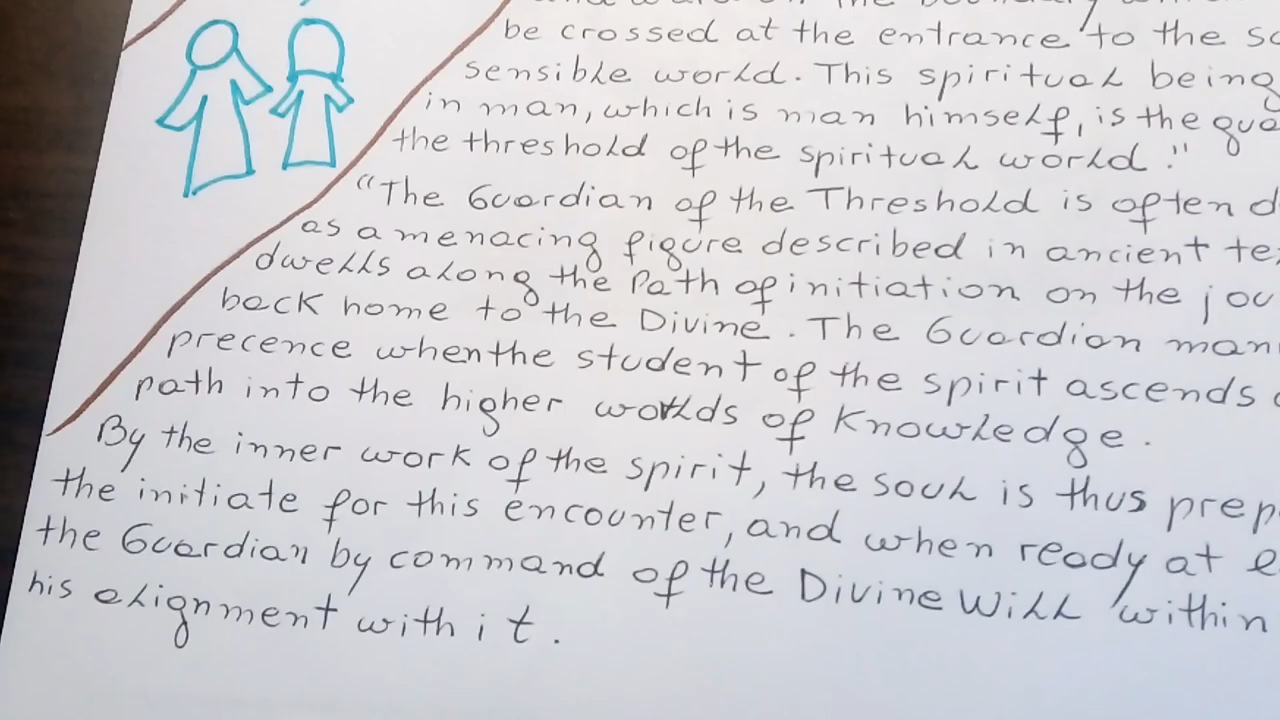 be crossed at the entrance to the
sensible world. This spiritual being
in man, which is man himself, is the
the threshold of the spiritual world."
"The Guardian of the Threshold is often
as a menacing figure described in ancient
dwells along the Path of initiation on the
back home to the Divine. The Guardian
precence when the student of the spirit ascends
path into the higher worlds of Knowledge.
By the inner work of the spirit, the soul is thus
the initiate for this encounter, and when ready at
the Guardian by command of the Divine Will within
his alignment with it.